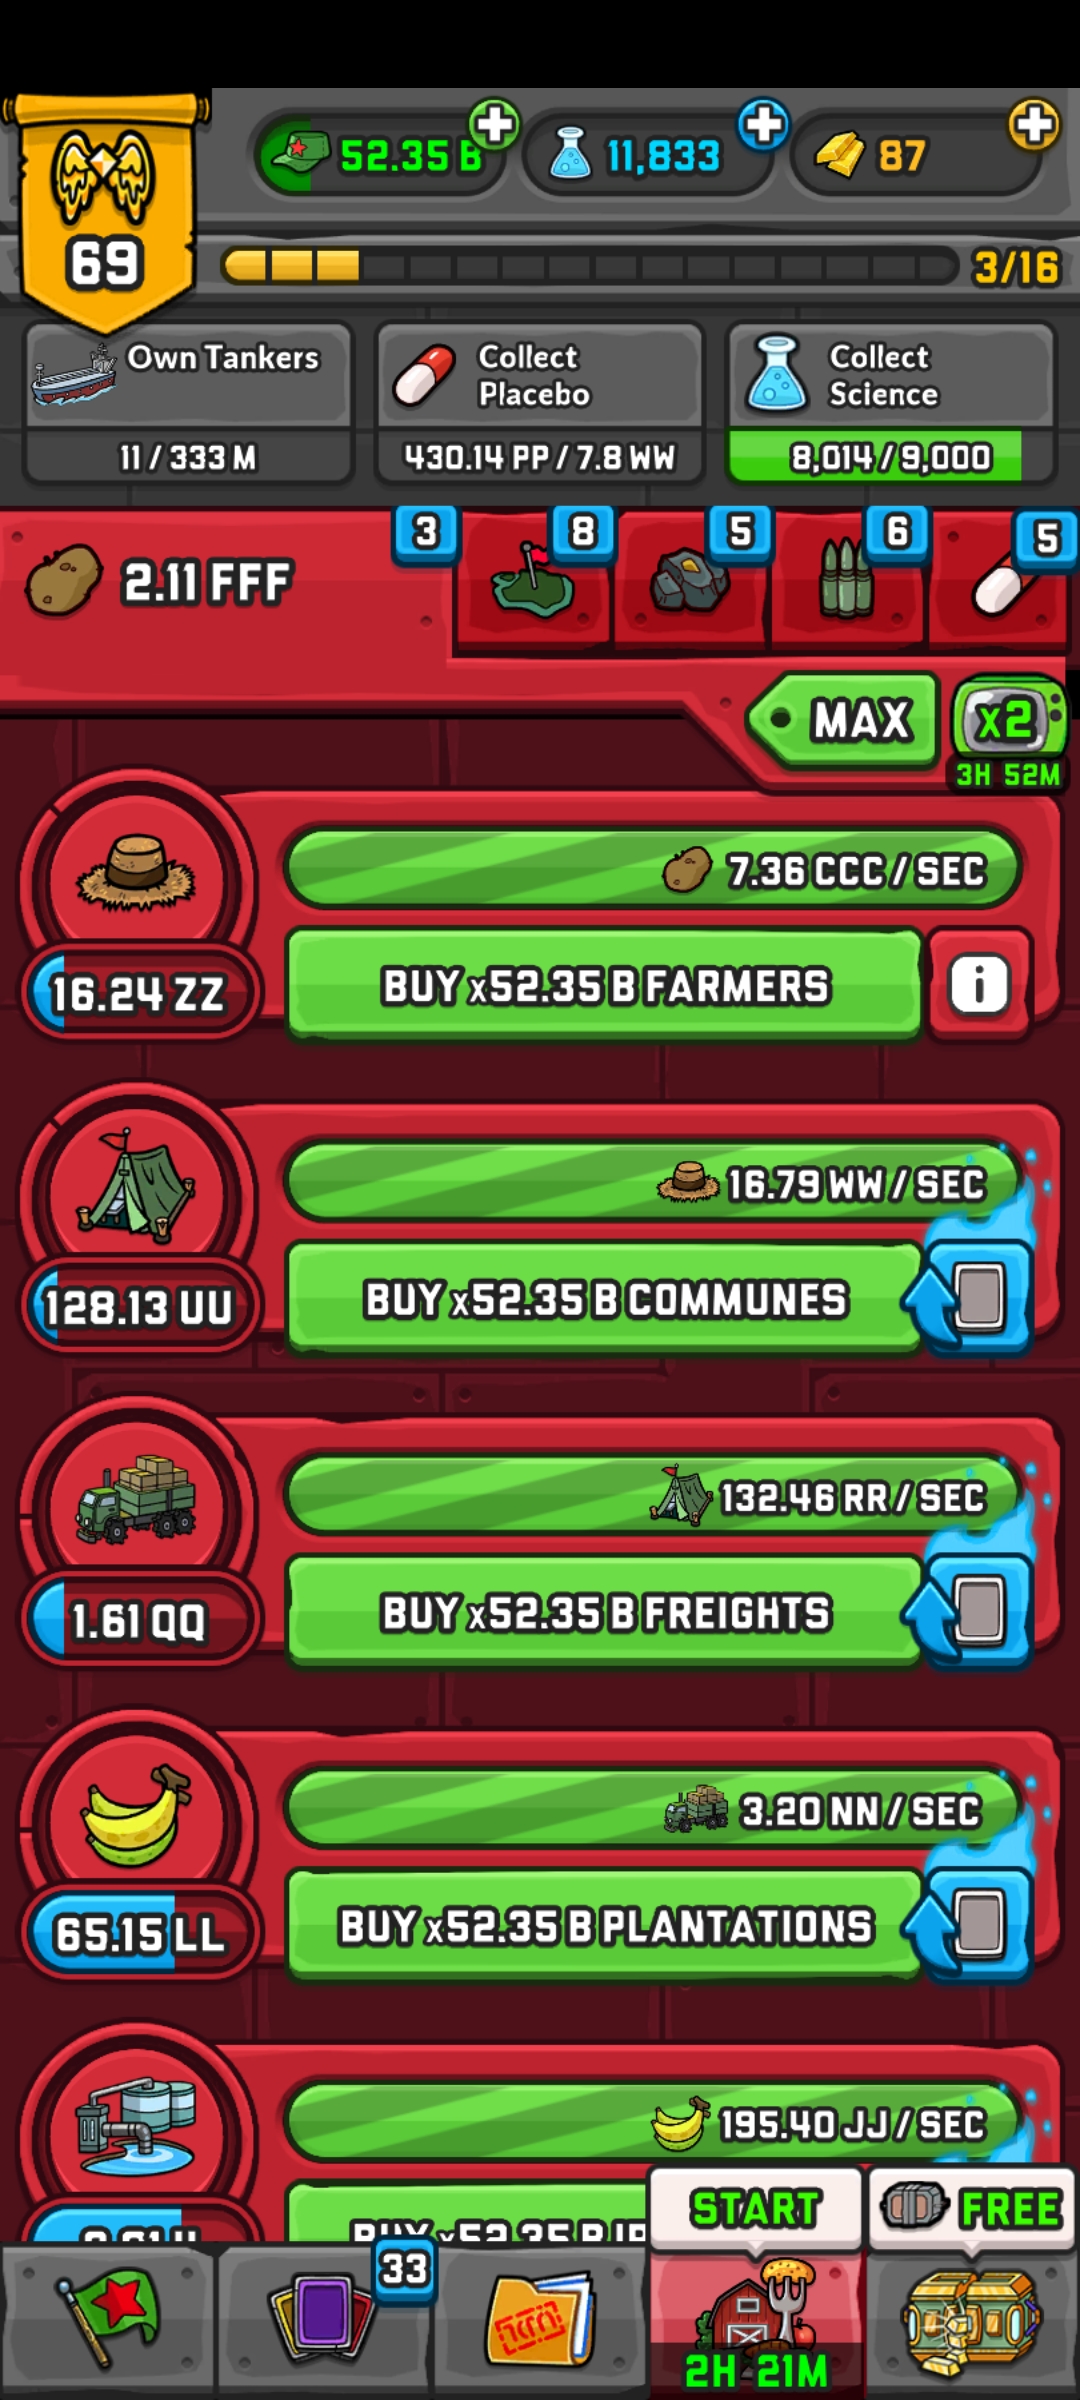 52.35 B
11,833
87
69
3/16
Own Tankers
11 / 333 M
Collect
Placebo
430.14 PP / 7.8 WW
Collect
Science
8,014 / 9,000
2.11 FFF
3
8
5
6
5
MAX
x2
3H 52M
7.36 CCC / SEC
16.24 ZZ
BUY x52.35 B FARMERS
i
16.79 WW / SEC
128.13 UU
BUY x52.35 B COMMUNES
132.46 RR / SEC
1.61 QQ
BUY x52.35 B FREIGHTS
3.20 NN / SEC
65.15 LL
BUY x52.35 B PLANTATIONS
195.40 JJ / SEC
BUY x52.35 B
START
FREE
33
2H 21M